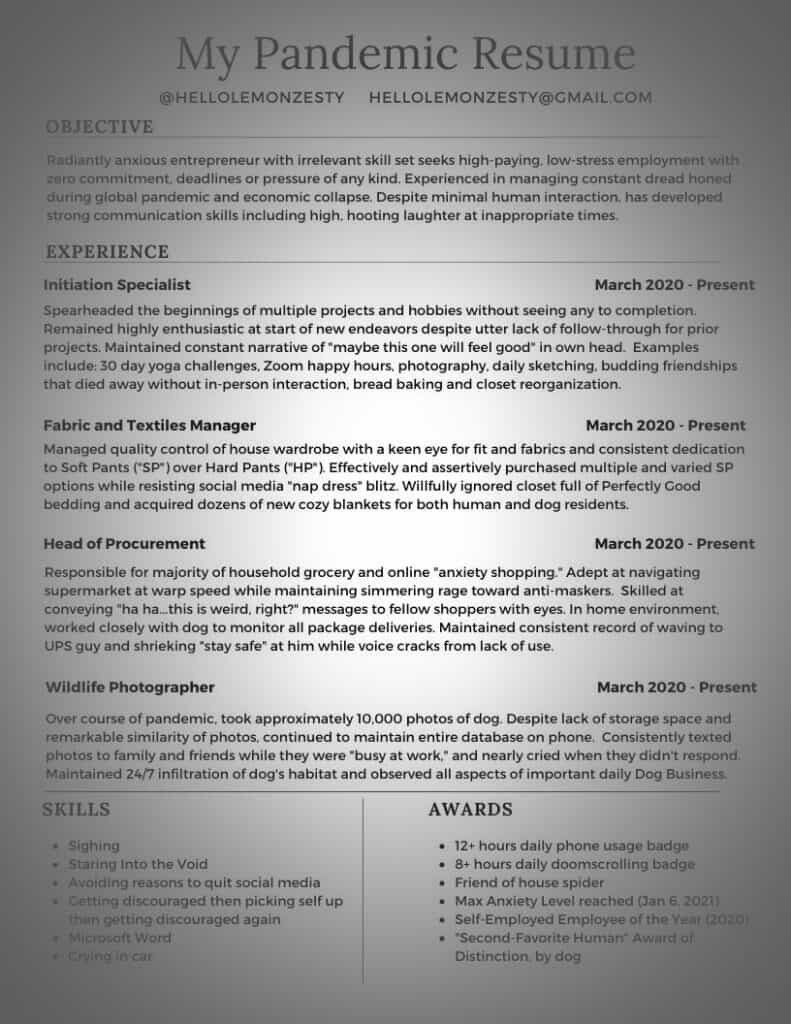 My Pandemic Resume
@HELLOLEMONZESTY HELLOLEMONZESTY@GMAIL.COM
OBJECTIVE
Radiantly anxious entrepreneur with irrelevant skill set seeks high-paying, low-stress employment with
zero commitment, deadlines or pressure of any kind. Experienced in managing constant dread honed
during global pandemic and economic collapse. Despite minimal human interaction, has developed
strong communication skills including high, hooting laughter at inappropriate times.
EXPERIENCE
Initiation Specialist March 2020 - Present
Spearheaded the beginnings of multiple projects and hobbies without seeing any to completion.
Remained highly enthusiastic at start of new endeavors despite utter lack of follow-through for prior
projects. Maintained constant narrative of "maybe this one will feel good" in own head. Examples
include: 30 day yoga challenges, Zoom happy hours, photography, daily sketching, budding friendships
that died away without in-person interaction, bread baking and closet reorganization.
Fabric and Textiles Manager March 2020 - Present
Managed quality control of house wardrobe with a keen eye for fit and fabrics and consistent dedication
to Soft Pants ("SP") over Hard Pants ("HP"). Effectively and assertively purchased multiple and varied SP
options while resisting social media "nap dress" blitz. Willfully ignored closet full of Perfectly Good
bedding and acquired dozens of new cozy blankets for both human and dog residents.
Head of Procurement March 2020 - Present
Responsible for majority of household grocery and online "anxiety shopping." Adept at navigating
supermarket at warp speed while maintaining simmering rage toward anti-maskers. Skilled at
conveying "ha ha...this is weird, right?" messages to fellow shoppers with eyes. In home environment,
worked closely with dog to monitor all package deliveries. Maintained consistent record of waving to
UPS guy and shrieking "stay safe" at him while voice cracks from lack of use.
Wildlife Photographer March 2020 - Present
Over course of pandemic, took approximately 10,000 photos of dog. Despite lack of storage space and
remarkable similarity of photos, continued to maintain entire database on phone. Consistently texted
photos to family and friends while they were "busy at work," and nearly cried when they didn't respond.
Maintained 24/7 infiltration of dog's habitat and observed all aspects of important daily Dog Business.
SKILLS
• Sighing
• Staring Into the Void
• Avoiding reasons to quit social media
• Getting discouraged then picking self up
than getting discouraged again
• Microsoft Word
• Crying in car
AWARDS
• 12+ hours daily phone usage badge
• 8+ hours daily doomscrolling badge
• Friend of house spider
• Max Anxiety Level reached (Jan 6, 2021)
• Self-Employed Employee of the Year (2020)
• "Second-Favorite Human" Award of
Distinction, by dog